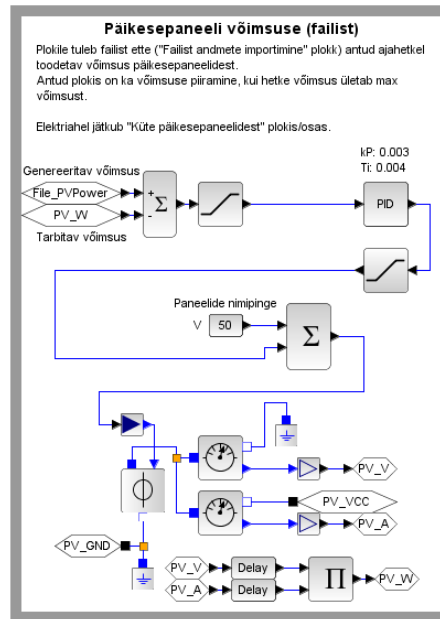 Päikesepaneeli võimsuse (failist)
Plokile tuleb failist ette ("Failist andmete importimine" plokk) antud ajahetkel
toodetav võimsus päikesepaneelidest.
Antud plokis on ka võimsuse piiramine, kui hetke võimsus ületab max
võimsust.
Elektriahel jätkub "Küte päikesepaneelidest" plokis/osas.
kP: 0.003
Ti: 0.004
Genereeritav võimsus
File_PVPower
+
Σ
PID
PV_W
-
Tarbitav võimsus
Paneelide nimipinge
V 50
Σ
PV_V
PV_VCC
PV_A
PV_GND
PV_V Delay
Π PV_W
PV_A Delay